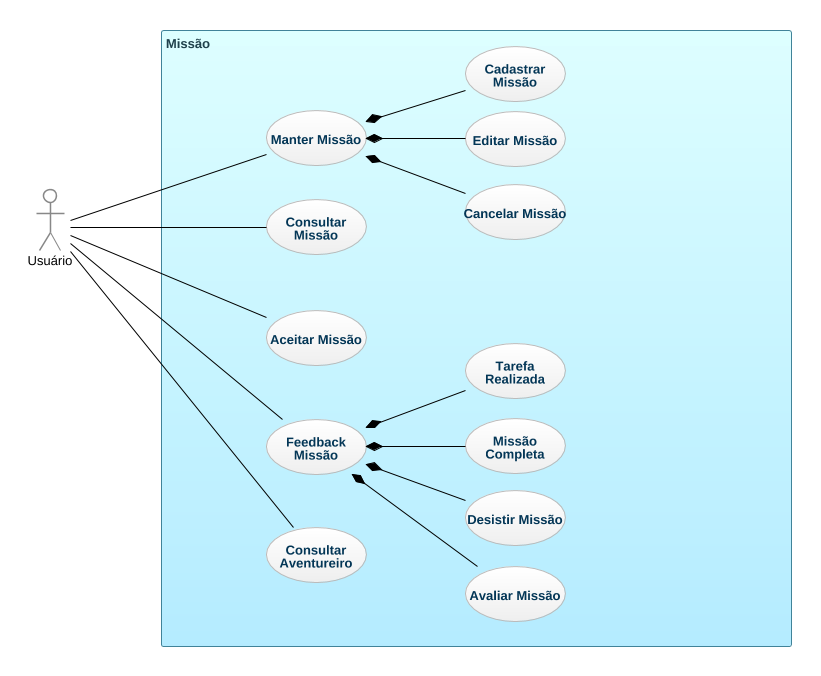 Missão
Cadastrar
Missão
Manter Missão
Editar Missão
Cancelar Missão
Consultar
Missão
Usuário
Aceitar Missão
Tarefa
Realizada
Feedback
Missão
Missão
Completa
Desistir Missão
Consultar
Aventureiro
Avaliar Missão